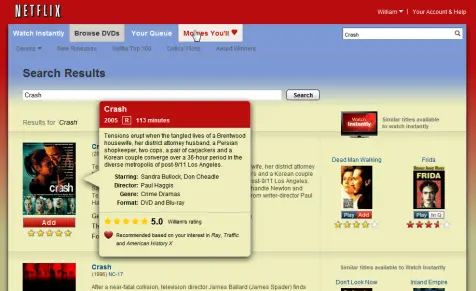 NETFLIX
William ▼ | Your Account & Help
Watch Instantly Browse DVDs Your Queue Movies You'll ♥
Crash
Genres ▼ New Releases Netflix Top 100 Critics' Picks Award Winners
Search Results
Crash Search
Results for 'Crash'
Crash
2005 R 113 minutes
Tensions erupt when the tangled lives of a Brentwood
housewife, her district attorney husband, a Persian
shopkeeper, two cops, a pair of carjackers and a
Korean couple converge over a 36-hour period in the
diverse metropolis of post-9/11 Los Angeles.
Starring: Sandra Bullock, Don Cheadle
Director: Paul Haggis
Genre: Crime Dramas
Format: DVD and Blu-ray
5.0 William's rating
Recommended based on your interest in Ray, Traffic
and American History X
crash
Add
wife, her district attorney
Watch Instantly
Similar titles available
to watch instantly
Dead Man Walking
Frida
FRIDA
Play Add
Play In Q
Crash
(1996) NC-17
After a near-fatal collision, television director James Ballard (James Spader) finds
Similar titles available to Watch Instantly
Don't Look Now
Inland Empire